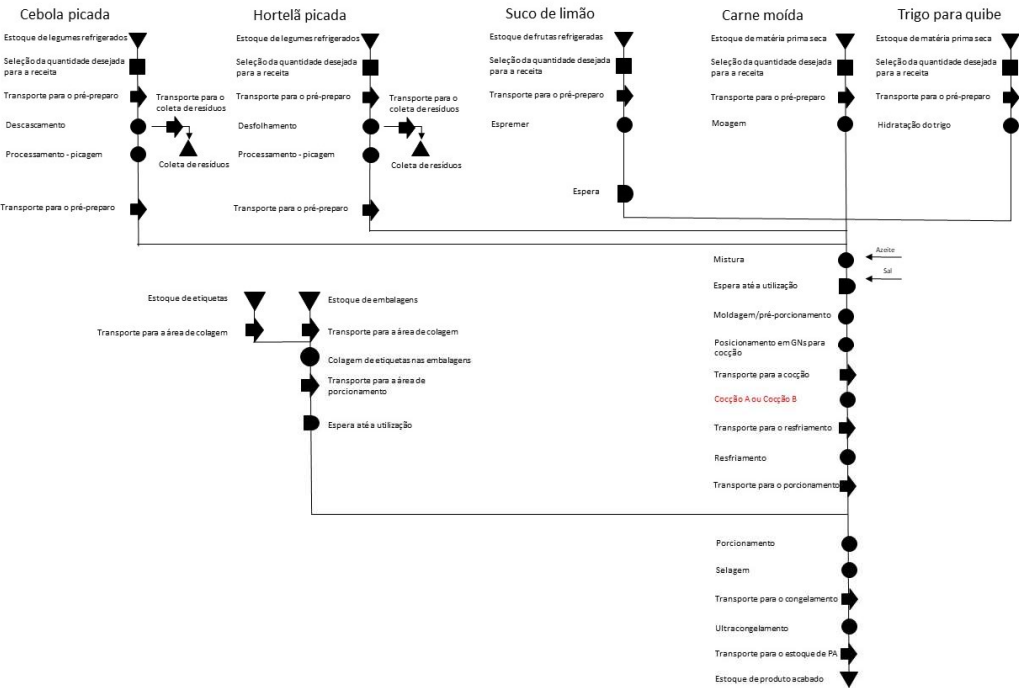 Cebola picada
Estoque de legumes refrigerados
Seleção da quantidade desejada
para a receita
Transporte para o pré-preparo
Transporte para o
coleta de resíduos
Descascamento
Processamento - picagem
Coleta de resíduos
Transporte para o pré-preparo
Hortelã picada
Estoque de legumes refrigerados
Seleção da quantidade desejada
para a receita
Transporte para o pré-preparo
Transporte para o
coleta de resíduos
Desfolhamento
Processamento - picagem
Coleta de resíduos
Transporte para o pré-preparo
Suco de limão
Estoque de frutas refrigeradas
Seleção da quantidade desejada
para a receita
Transporte para o pré-preparo
Espremer
Espera
Carne moída
Estoque de matéria prima seca
Seleção da quantidade desejada
para a receita
Transporte para o pré-preparo
Moagem
Trigo para quibe
Estoque de matéria prima seca
Seleção da quantidade desejada
para a receita
Transporte para o pré-preparo
Hidratação do trigo
Mistura
Azeite
Sal
Espera até a utilização
Moldagem/pré-porcionamento
Posicionamento em GNs para
cocção
Transporte para a cocção
Cocção A ou Cocção B
Transporte para o resfriamento
Resfriamento
Transporte para o porcionamento
Estoque de etiquetas
Estoque de embalagens
Transporte para a área de colagem
Transporte para a área de colagem
Colagem de etiquetas nas embalagens
Transporte para a área de
porcionamento
Espera até a utilização
Porcionamento
Selagem
Transporte para o congelamento
Ultracongelamento
Transporte para o estoque de PA
Estoque de produto acabado